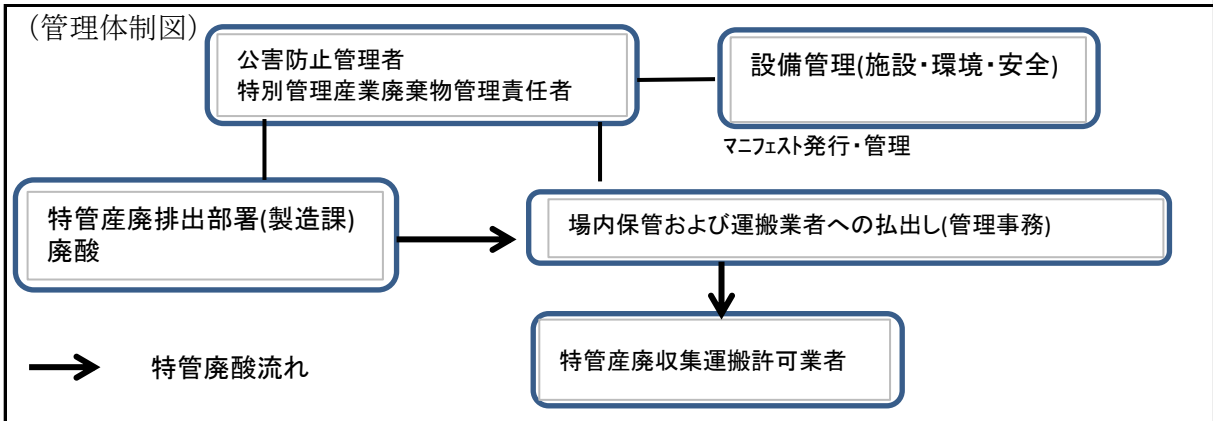 (管理体制図)
公害防止管理者
特別管理産業廃棄物管理責任者
設備管理(施設・環境・安全)
マニフェスト発行・管理
特管産廃排出部署(製造課)
廃酸
場内保管および運搬業者への払出し(管理事務)
特管産廃収集運搬許可業者
特管廃酸流れ